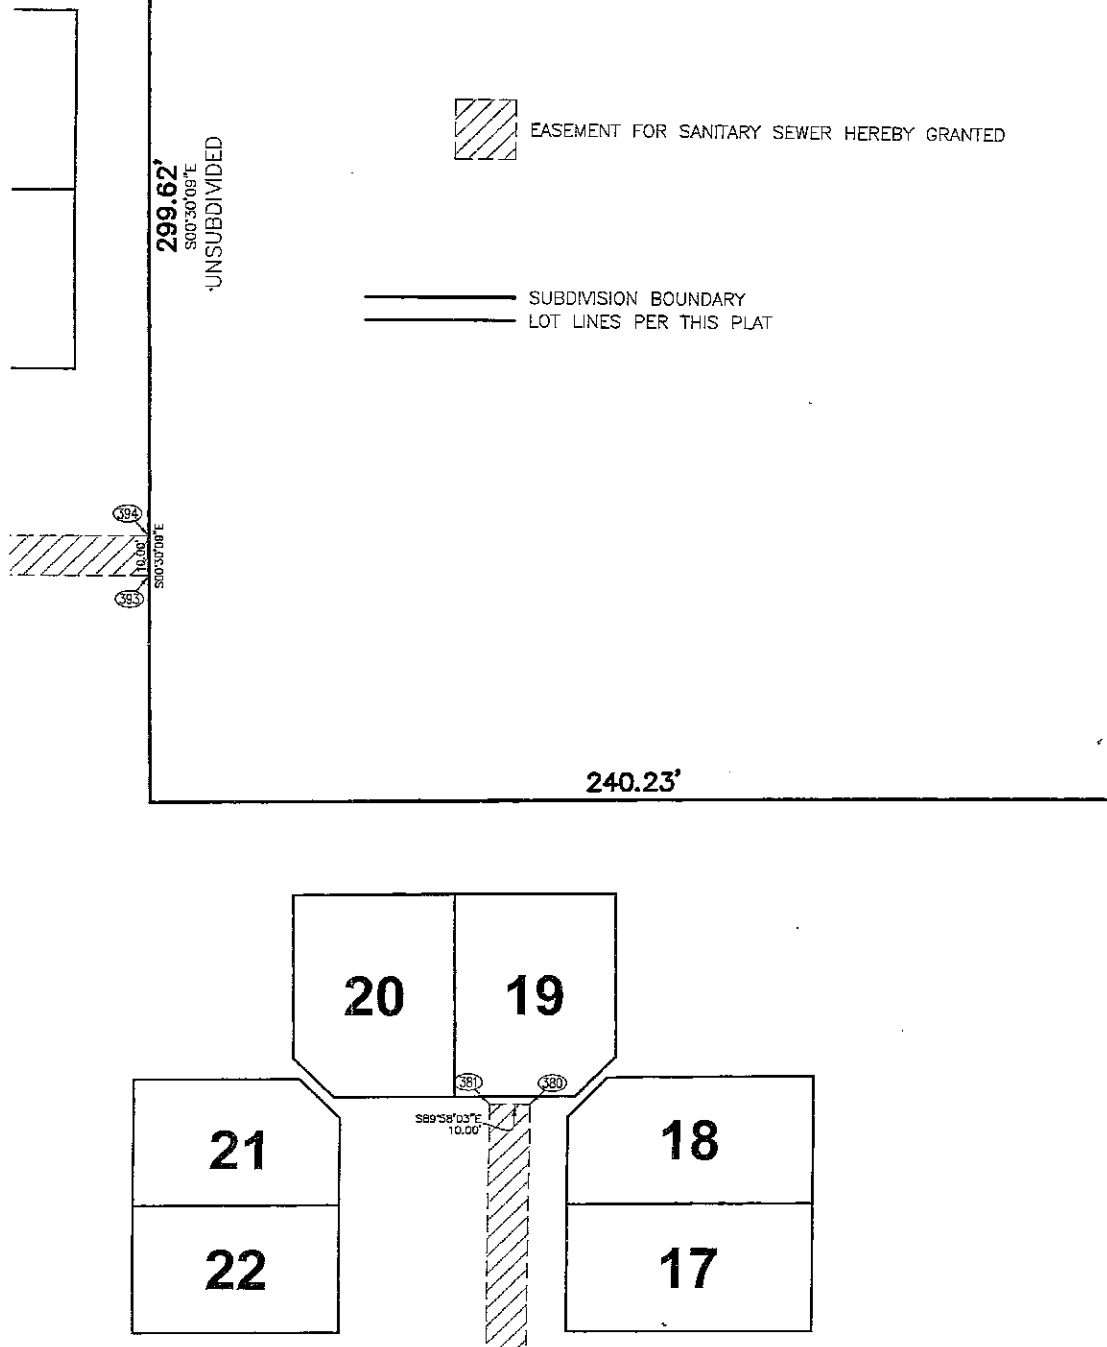 EASEMENT FOR SANITARY SEWER HEREBY GRANTED
299.62'
S00°30'09"E
UNSUBDIVIDED
SUBDIVISION BOUNDARY
LOT LINES PER THIS PLAT
394
10.00'
S00°30'09"E
393
240.23'
20
19
381
380
S89°58'03"E
10.00'
21
18
22
17